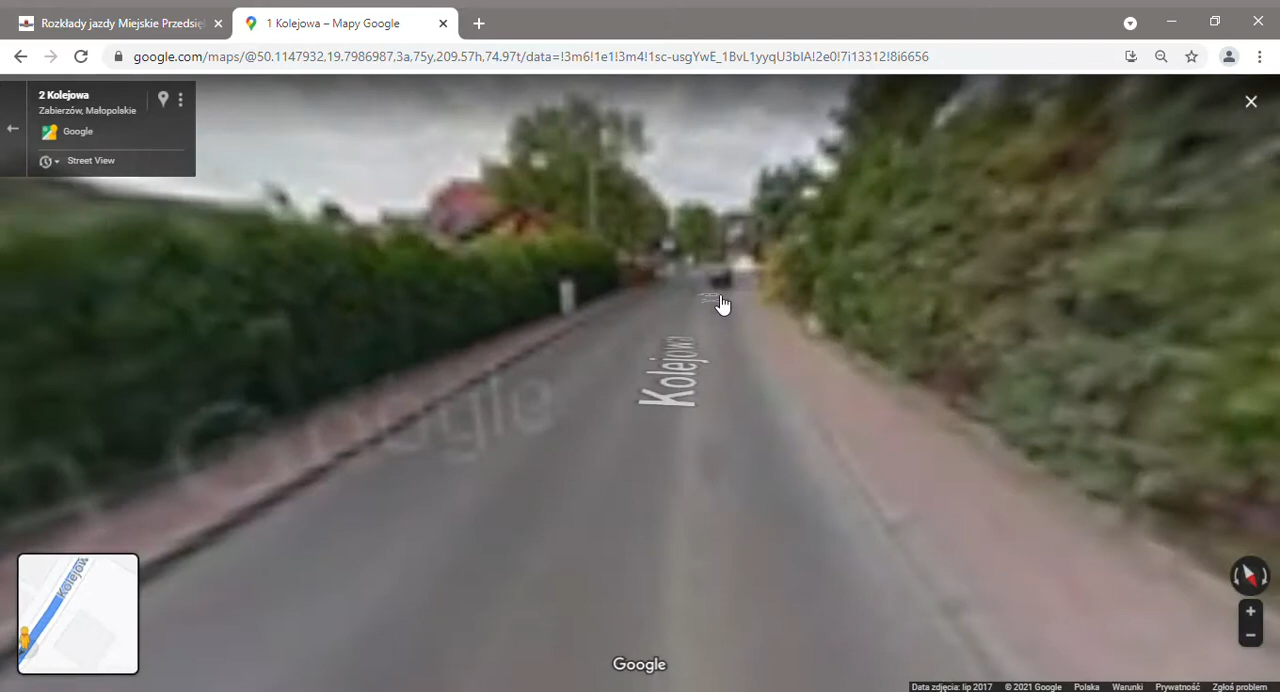 Rozkłady jazdy Miejskie Przedsię
1 Kolejowa – Mapy Google
google.com/maps/@50.1147932,19.7986987,3a,75y,209.57h,74.97t/data=!3m6!1e1!3m4!1sc-usgYwE_1BvL1yyqU3bIA!2e0!7i13312!8i6656
2 Kolejowa
Zabierzów, Małopolskie
Google
Street View
Kolejowa
Google
Kolejow
Google
Data zdjęcia: lip 2017 © 2021 Google Polska Warunki Prywatność Zgłoś problem